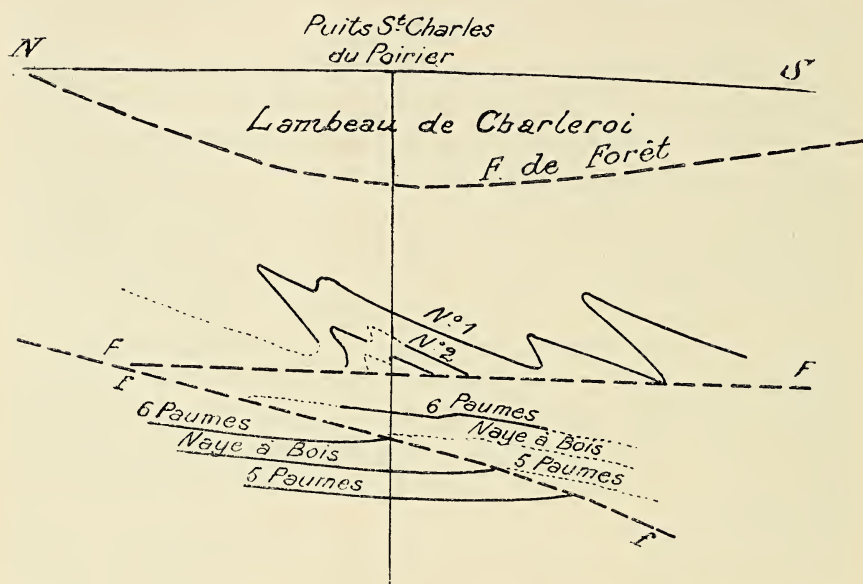 Puits St Charles
du Poirier
N
S
Lambeau de Charleroi
F. de Forêt
N.° 1
N.° 2
F
F
f
6 Paumes
6 Paumes
Naye à Bois
Naye à Bois
5 Paumes
5 Paumes
f